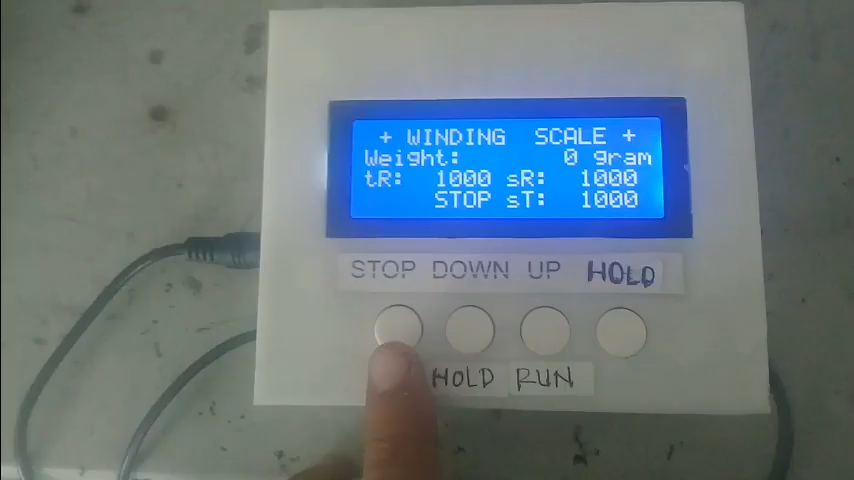 + WINDING SCALE +
Weight: 0 gram
tR: 1000 sR: 1000
STOP sT: 1000
STOP DOWN UP HOLD
HOLD RUN